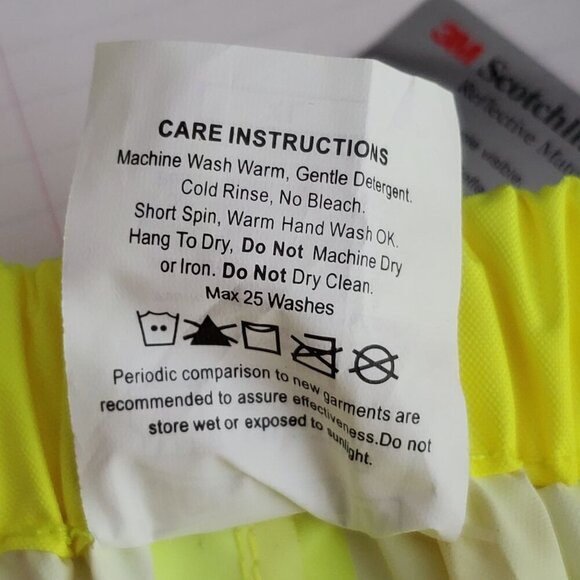 3M Scotchl
Reflective Mat
CARE INSTRUCTIONS
Machine Wash Warm, Gentle Detergent.
Cold Rinse, No Bleach.
Short Spin, Warm Hand Wash OK.
Hang To Dry, Do Not Machine Dry
or Iron. Do Not Dry Clean.
Max 25 Washes
Periodic comparison to new garments are
recommended to assure effectiveness.Do not
store wet or exposed to sunlight.